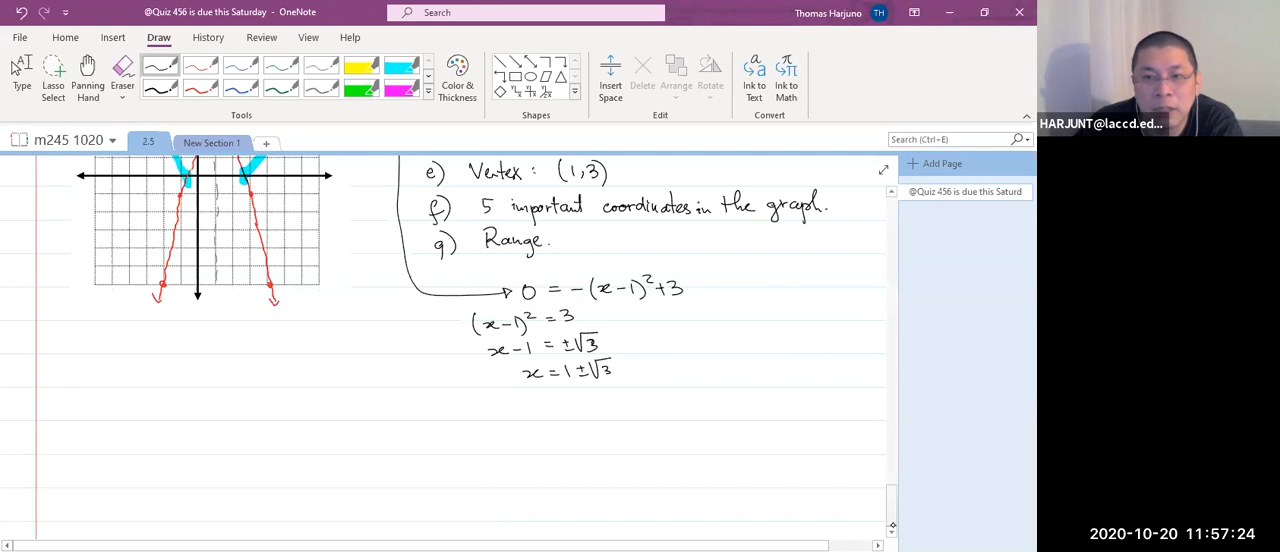 @Quiz 456 is due this Saturday - OneNote
Search
Thomas Harjuno
TH
File Home Insert Draw History Review View Help
Type
Lasso Select
Panning Hand
Eraser
Color & Thickness
Insert Space
Delete
Arrange
Rotate
Ink to Text
Ink to Math
Tools
Shapes
Edit
Convert
m245 1020
2.5
New Section 1
Search (Ctrl+E)
Add Page
@Quiz 456 is due this Saturd
e) Vertex : (1,3)
f) 5 important coordinates in the graph.
g) Range.
0 = -(x-1)² + 3
(x-1)² = 3
x-1 = ±√3
x = 1 ±√3
HARJUNT@laccd.ed...
2020-10-20 11:57:24